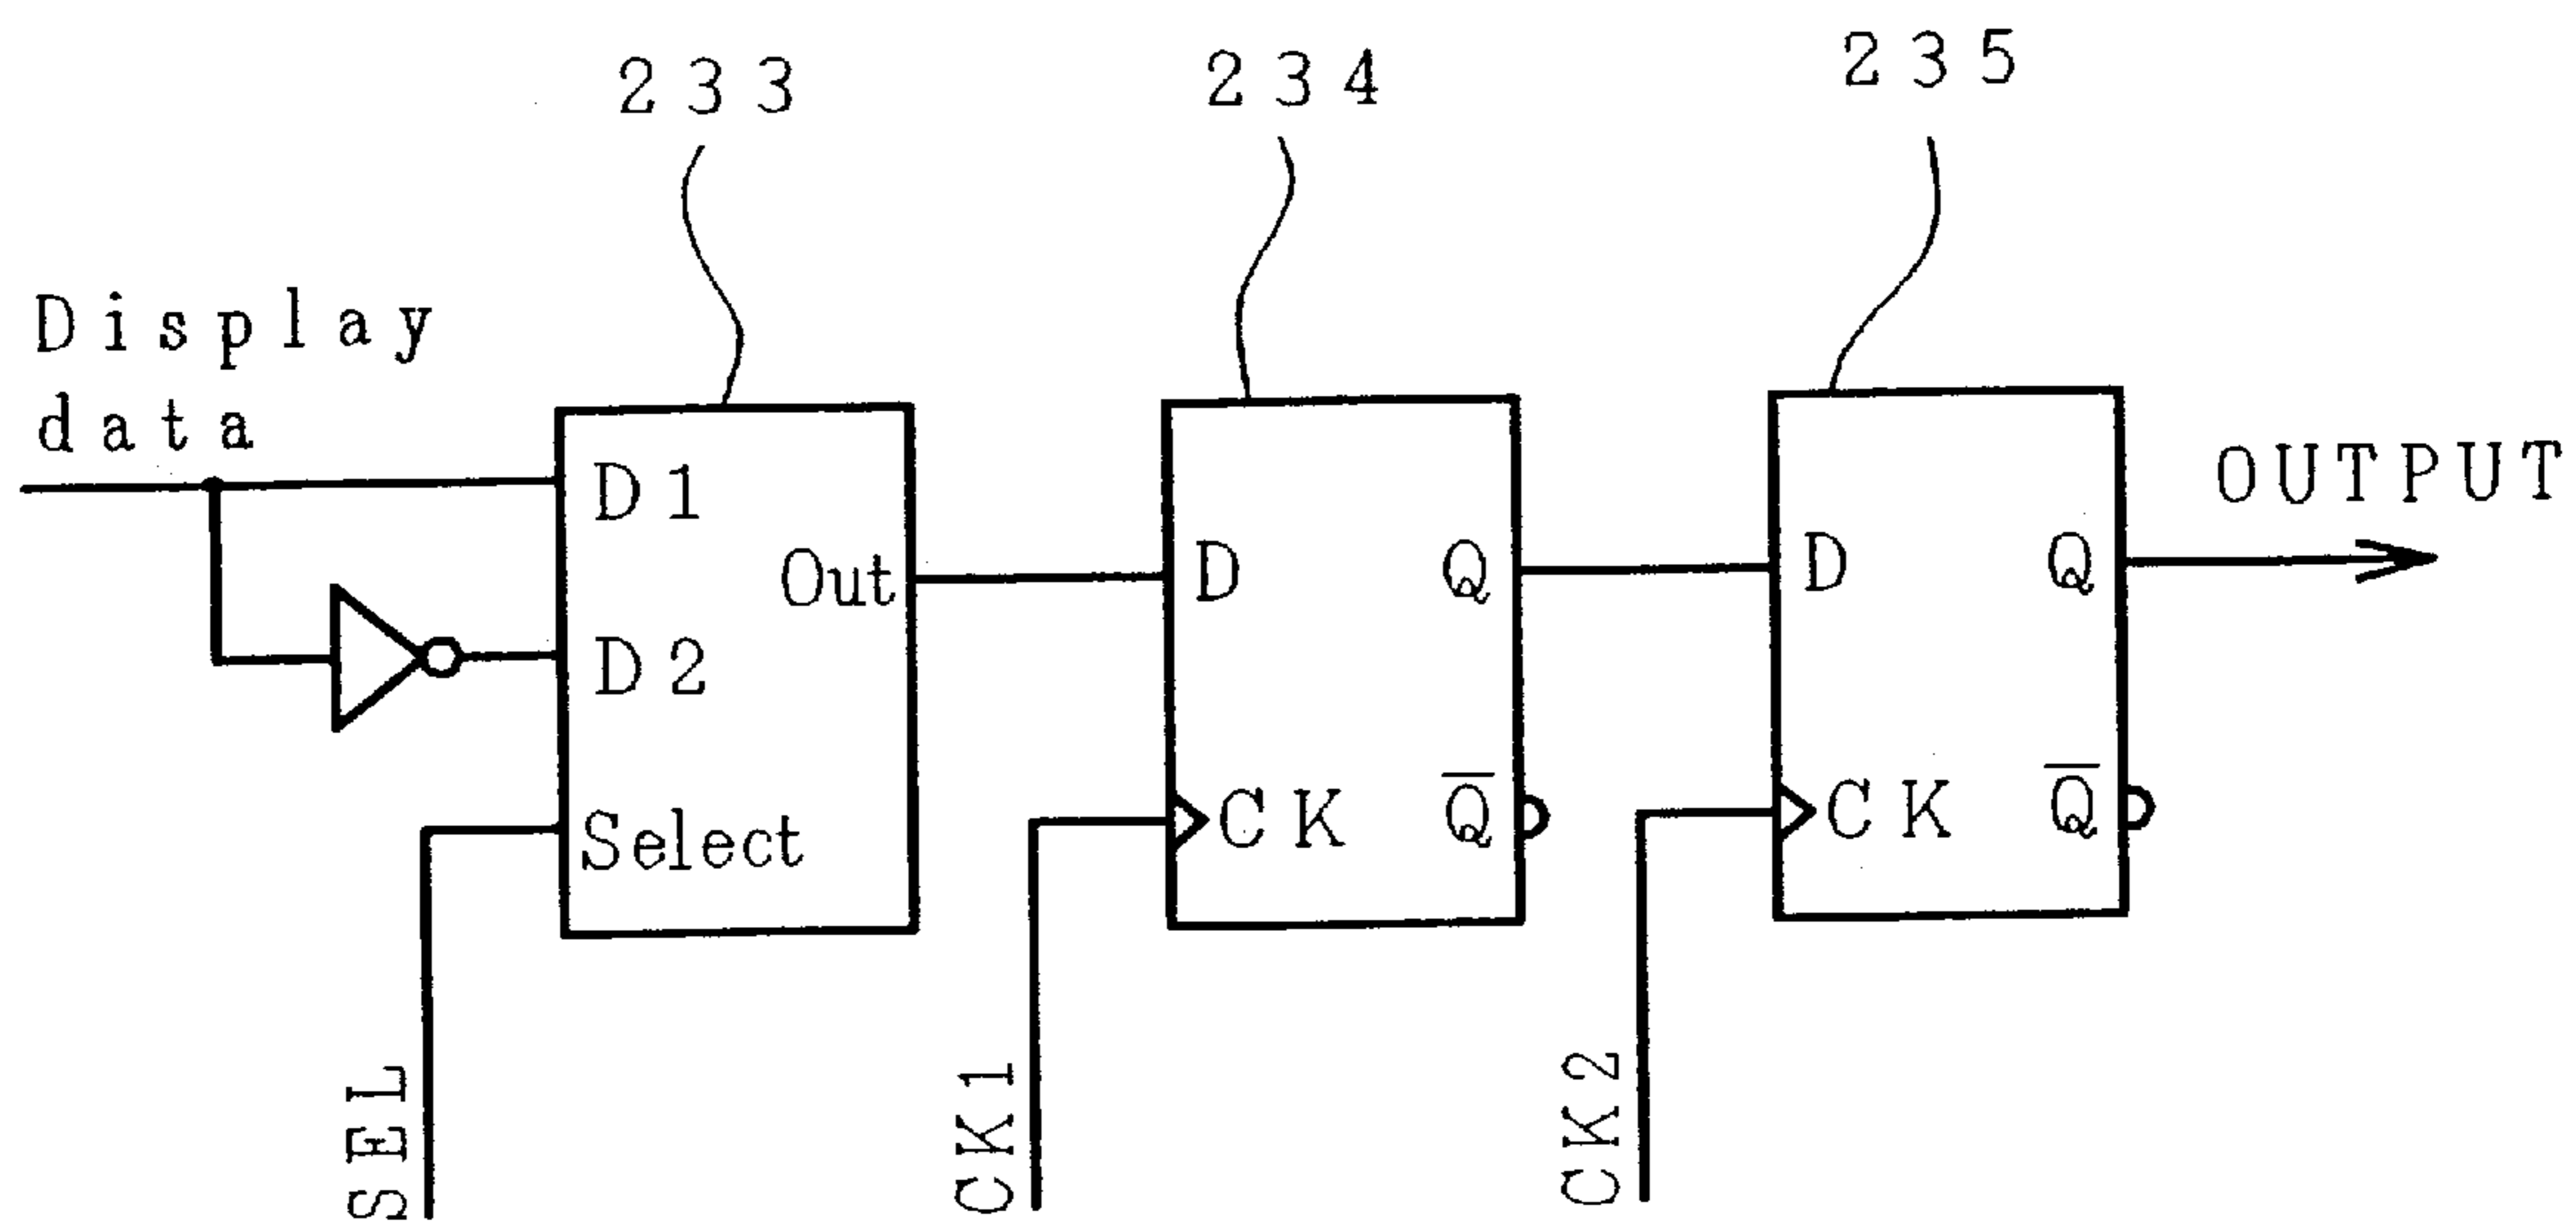 233
234
235
Display
data
OUTPUT
D1
Out
D2
Select
D
Q
CK
Q̅
D
Q
CK
Q̅
SEL
CK1
CK2